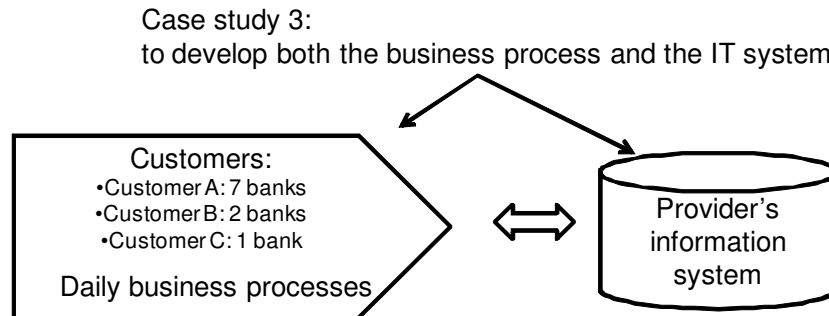 Case study 3:
to develop both the business process and the IT system
Customers:
•Customer A: 7 banks
•Customer B: 2 banks
•Customer C: 1 bank
Daily business processes
Provider's
information
system